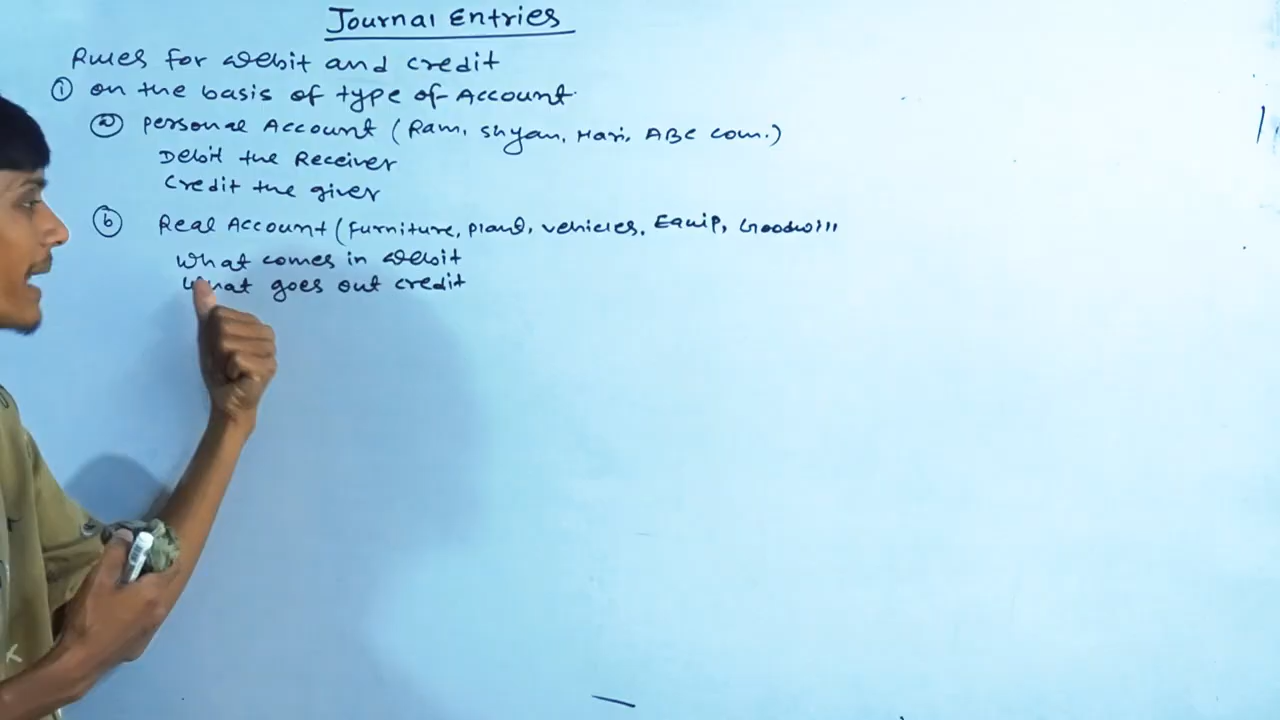 Journal Entries
Rules for debit and credit
① on the basis of type of Account.
ⓐ Personal Account (Ram, Shyam, Hari, ABC com.)
Debit the Receiver
Credit the giver
ⓑ Real Account (Furniture, plant, vehicles, Equip, Goodwill
What comes in debit
What goes out credit